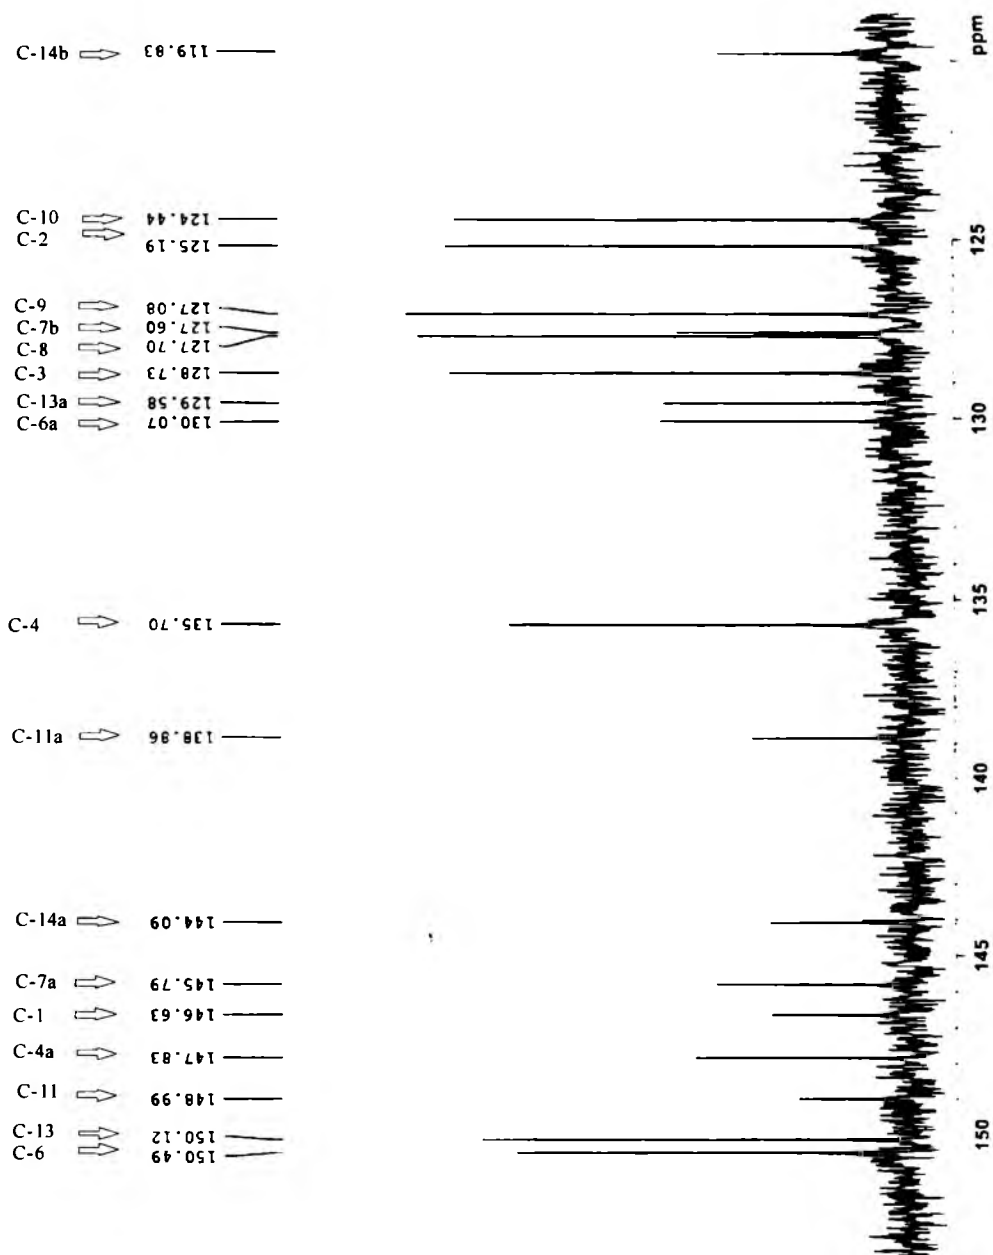 ppm
C-14b 119.83
C-10 124.44
C-2 125.19
125
C-9 127.08
C-7b 127.60
C-8 127.70
C-3 128.73
C-13a 129.58
C-6a 130.07
130
135
C-4 135.70
C-11a 138.86
140
C-14a 144.09
145
C-7a 145.79
C-1 146.63
C-4a 147.83
C-11 148.99
C-13 150.12
C-6 150.49
150